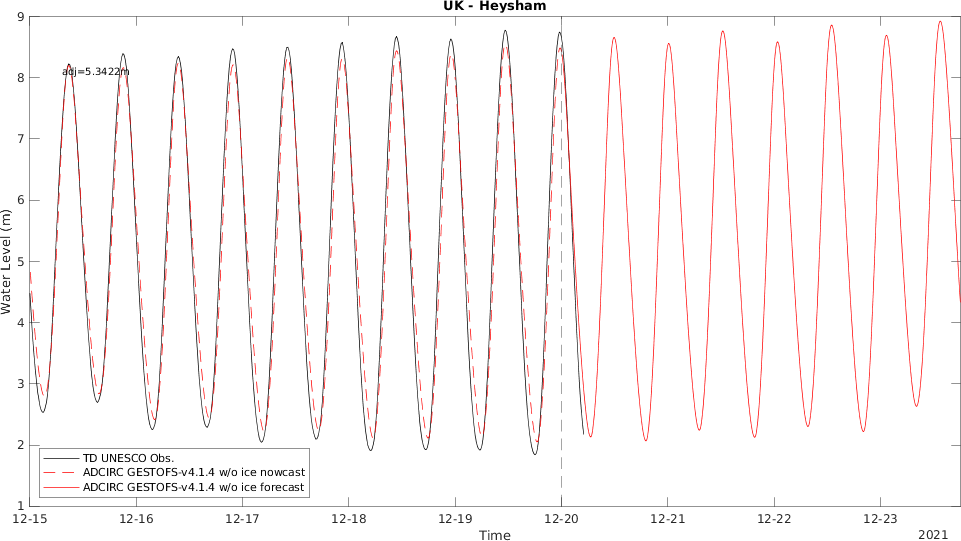 UK - Heysham
9
8
7
6
5
4
3
2
1
Water Level (m)
adj=5.3422m
TD UNESCO Obs.
ADCIRC GESTOFS-v4.1.4 w/o ice nowcast
ADCIRC GESTOFS-v4.1.4 w/o ice forecast
12-15 12-16 12-17 12-18 12-19 12-20 12-21 12-22 12-23
Time
2021